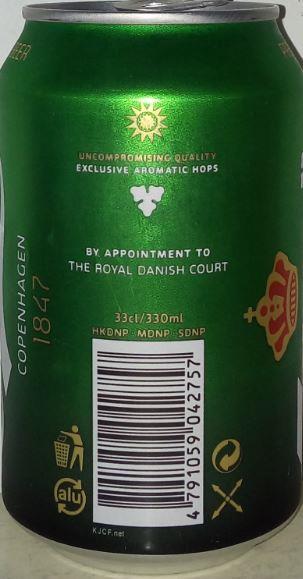 BEER
UNCOMPROMISING QUALITY
EXCLUSIVE AROMATIC HOPS
BY APPOINTMENT TO
THE ROYAL DANISH COURT
COPENHAGEN
1847
33cl/330ml
HKDNP - MDNP - SDNP
4 791059 042757
alu
KJCF.net